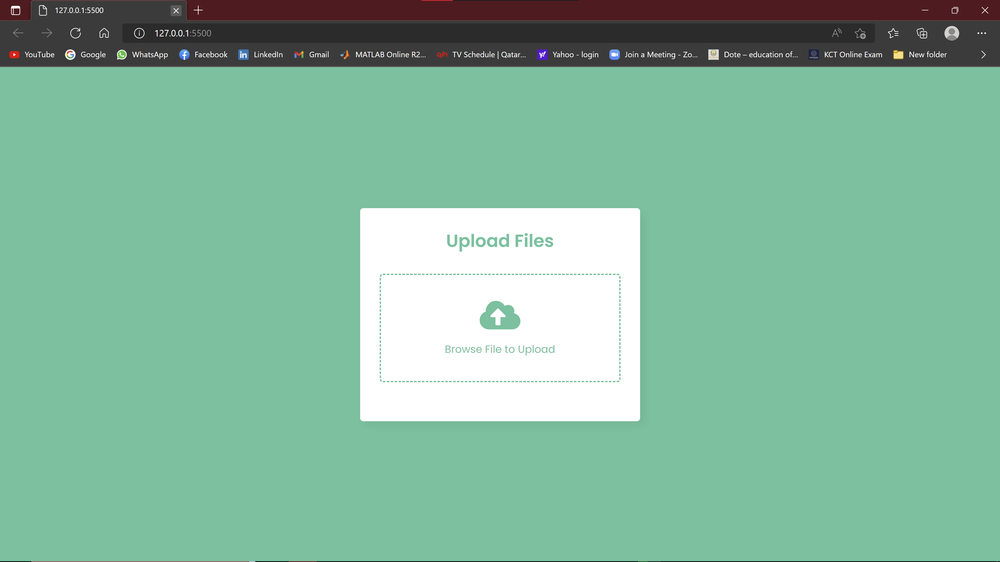 127.0.0.1:5500
127.0.0.1:5500
YouTube Google WhatsApp Facebook LinkedIn Gmail MATLAB Online R2... TV Schedule | Qatar... Yahoo - login Join a Meeting - Zo... Dote – education of... KCT Online Exam New folder
Upload Files
Browse File to Upload